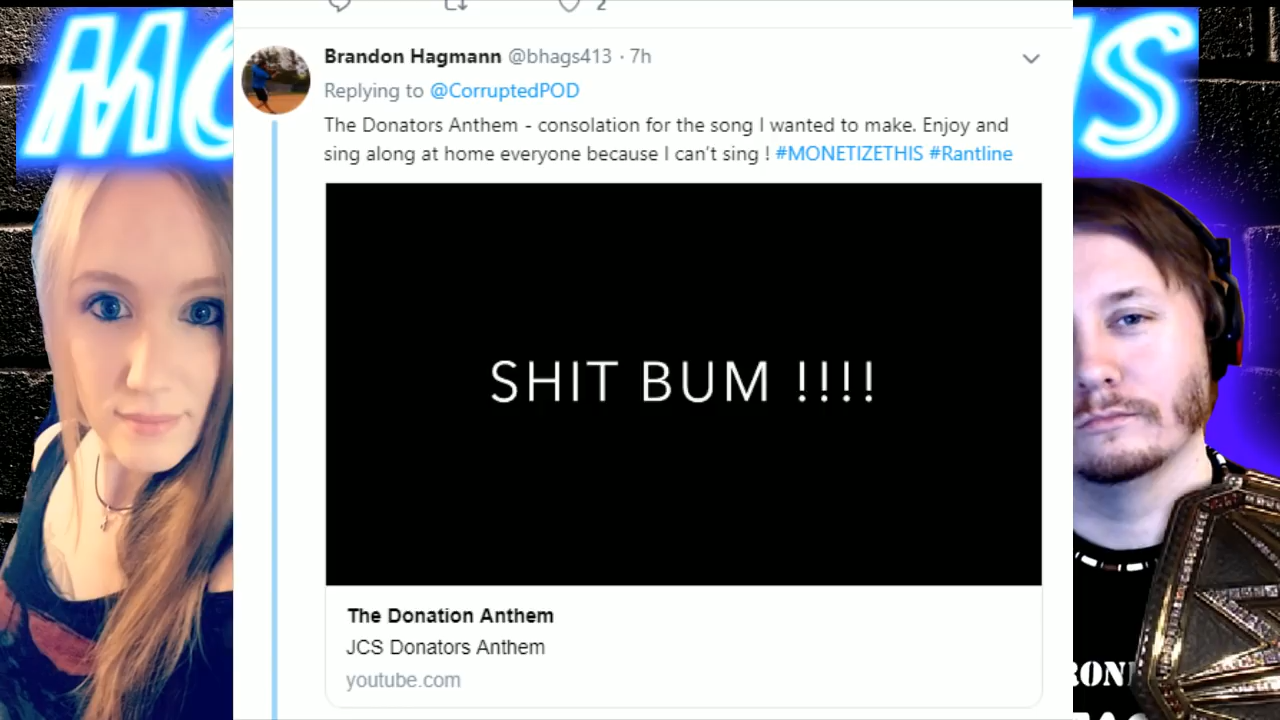 2
MO
S
Brandon Hagmann @bhags413 · 7h
Replying to @CorruptedPOD
The Donators Anthem - consolation for the song I wanted to make. Enjoy and
sing along at home everyone because I can't sing ! #MONETIZETHIS #Rantline
SHIT BUM !!!!
The Donation Anthem
JCS Donators Anthem
youtube.com